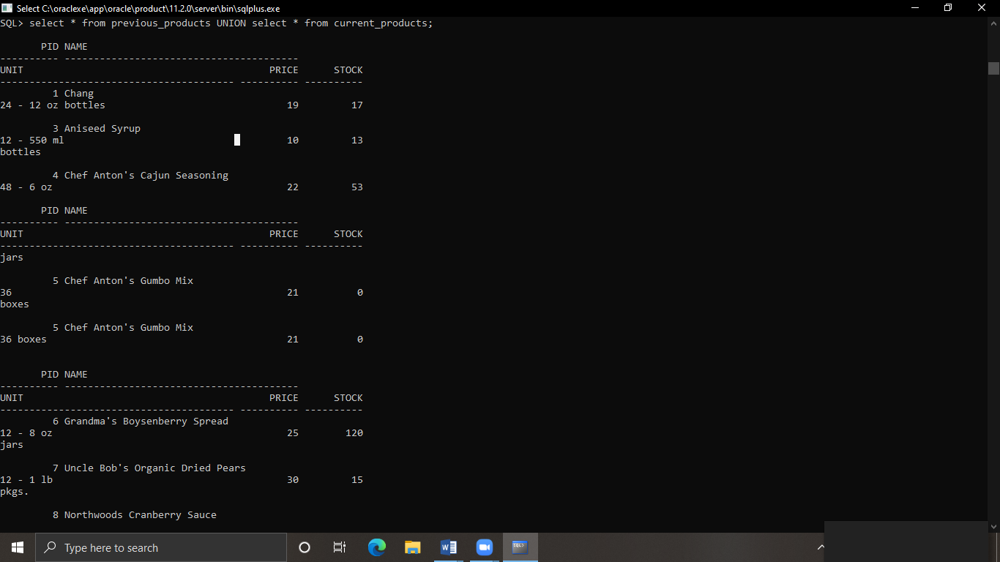 Select C:\oraclexe\app\oracle\product\11.2.0\server\bin\sqlplus.exe
SQL> select * from previous_products UNION select * from current_products;
PID NAME
---------- ----------------------------------------
UNIT PRICE STOCK
---------------------------------------- ---------- ----------
1 Chang
24 - 12 oz bottles 19 17
3 Aniseed Syrup
12 - 550 ml 10 13
bottles
4 Chef Anton's Cajun Seasoning
48 - 6 oz 22 53
PID NAME
---------- ----------------------------------------
UNIT PRICE STOCK
---------------------------------------- ---------- ----------
jars
5 Chef Anton's Gumbo Mix
36 21 0
boxes
5 Chef Anton's Gumbo Mix
36 boxes 21 0
PID NAME
---------- ----------------------------------------
UNIT PRICE STOCK
---------------------------------------- ---------- ----------
6 Grandma's Boysenberry Spread
12 - 8 oz 25 120
jars
7 Uncle Bob's Organic Dried Pears
12 - 1 lb 30 15
pkgs.
8 Northwoods Cranberry Sauce
Type here to search